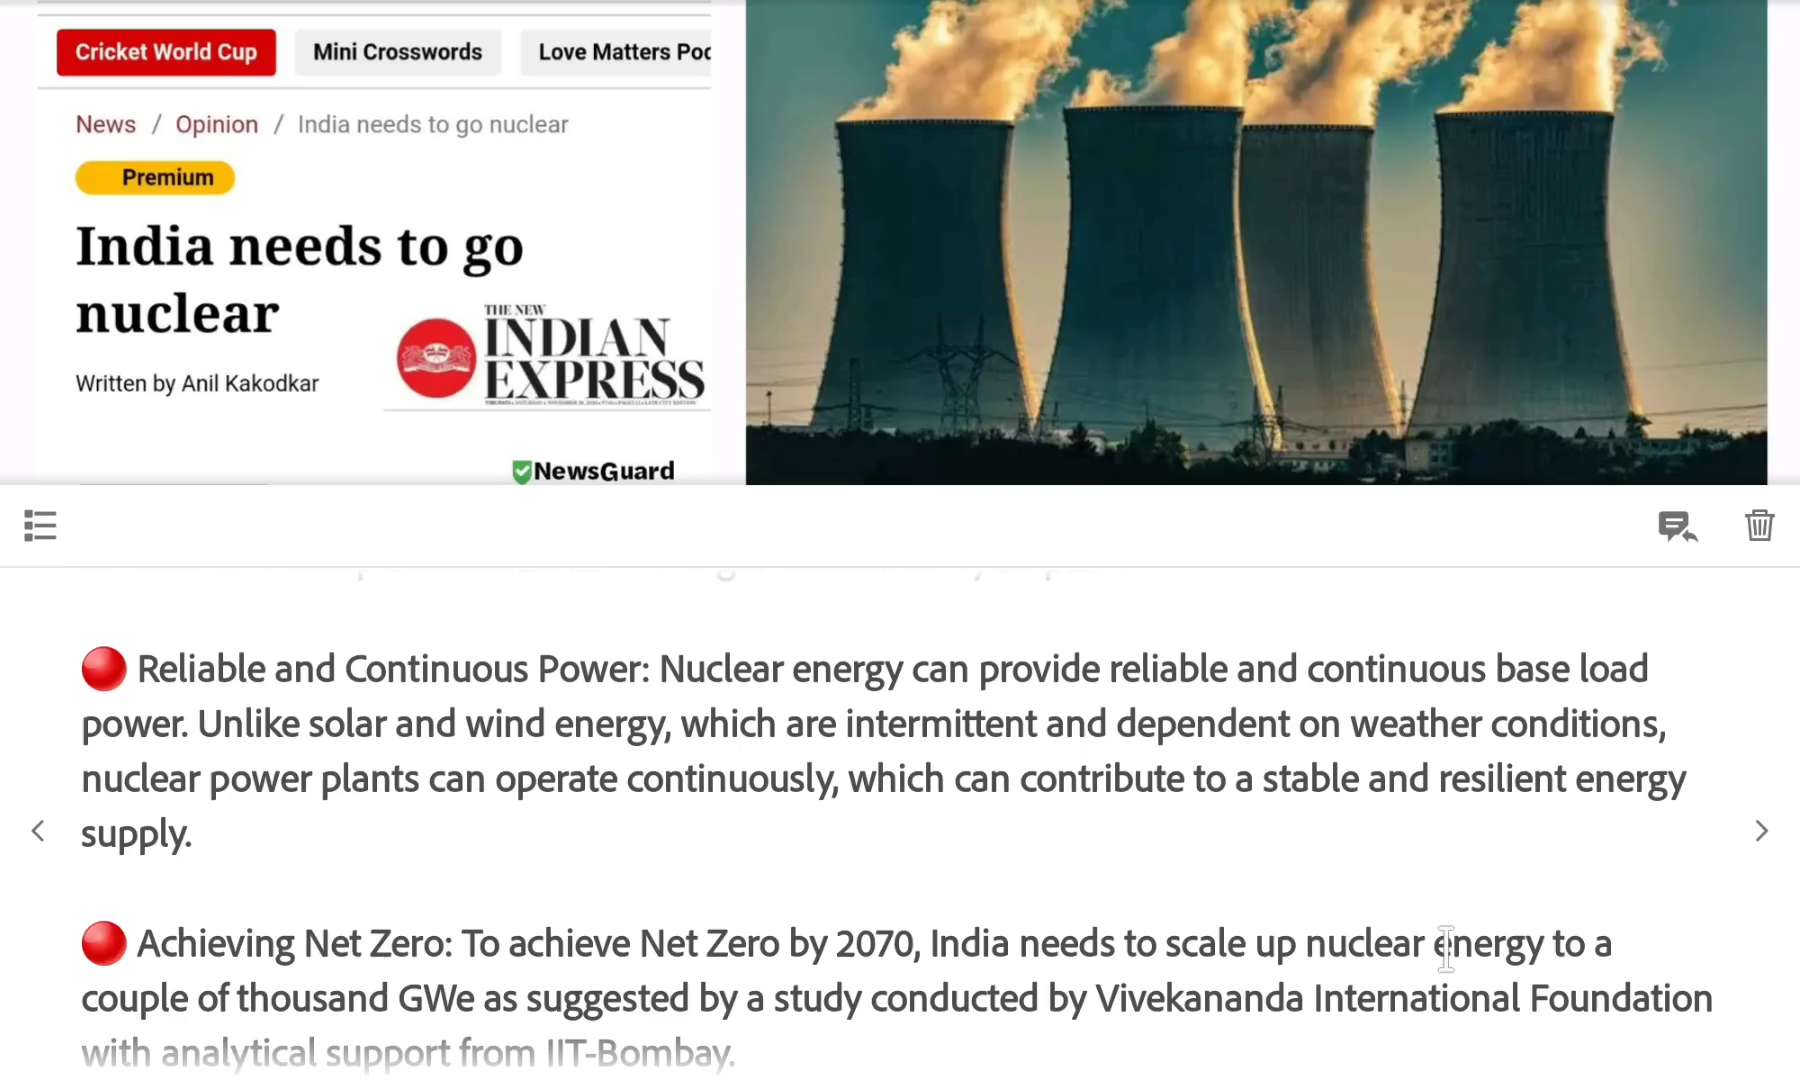 Cricket World Cup
Mini Crosswords
Love Matters Poc
News / Opinion / India needs to go nuclear
Premium
India needs to go
nuclear
Written by Anil Kakodkar
THE NEW
INDIAN
EXPRESS
NewsGuard
Reliable and Continuous Power: Nuclear energy can provide reliable and continuous base load
power. Unlike solar and wind energy, which are intermittent and dependent on weather conditions,
nuclear power plants can operate continuously, which can contribute to a stable and resilient energy
supply.
Achieving Net Zero: To achieve Net Zero by 2070, India needs to scale up nuclear energy to a
couple of thousand GWe as suggested by a study conducted by Vivekananda International Foundation
with analytical support from IIT-Bombay.